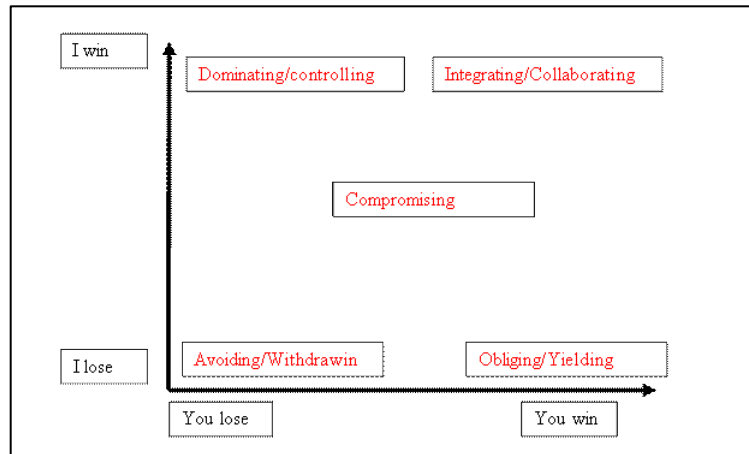 I win
Dominating/controlling
Integrating/Collaborating
Compromising
I lose
Avoiding/Withdrawin
Obliging/Yielding
You lose
You win